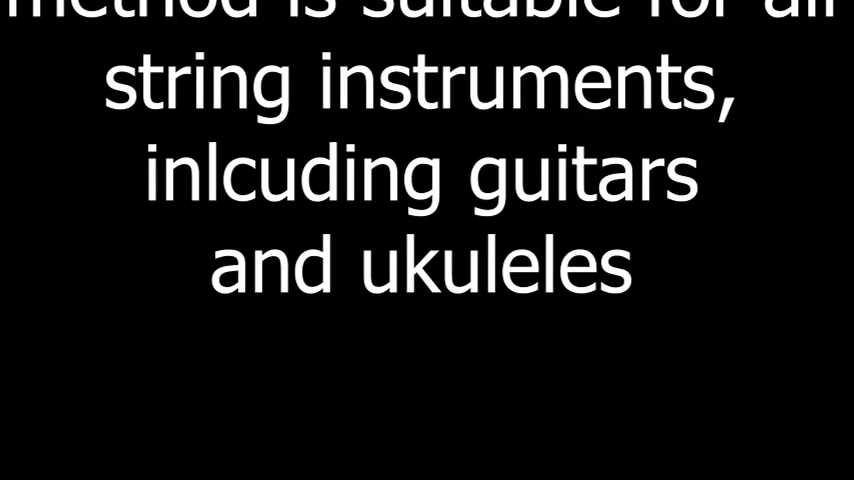 method is suitable for all
string instruments,
inlcuding guitars
and ukuleles